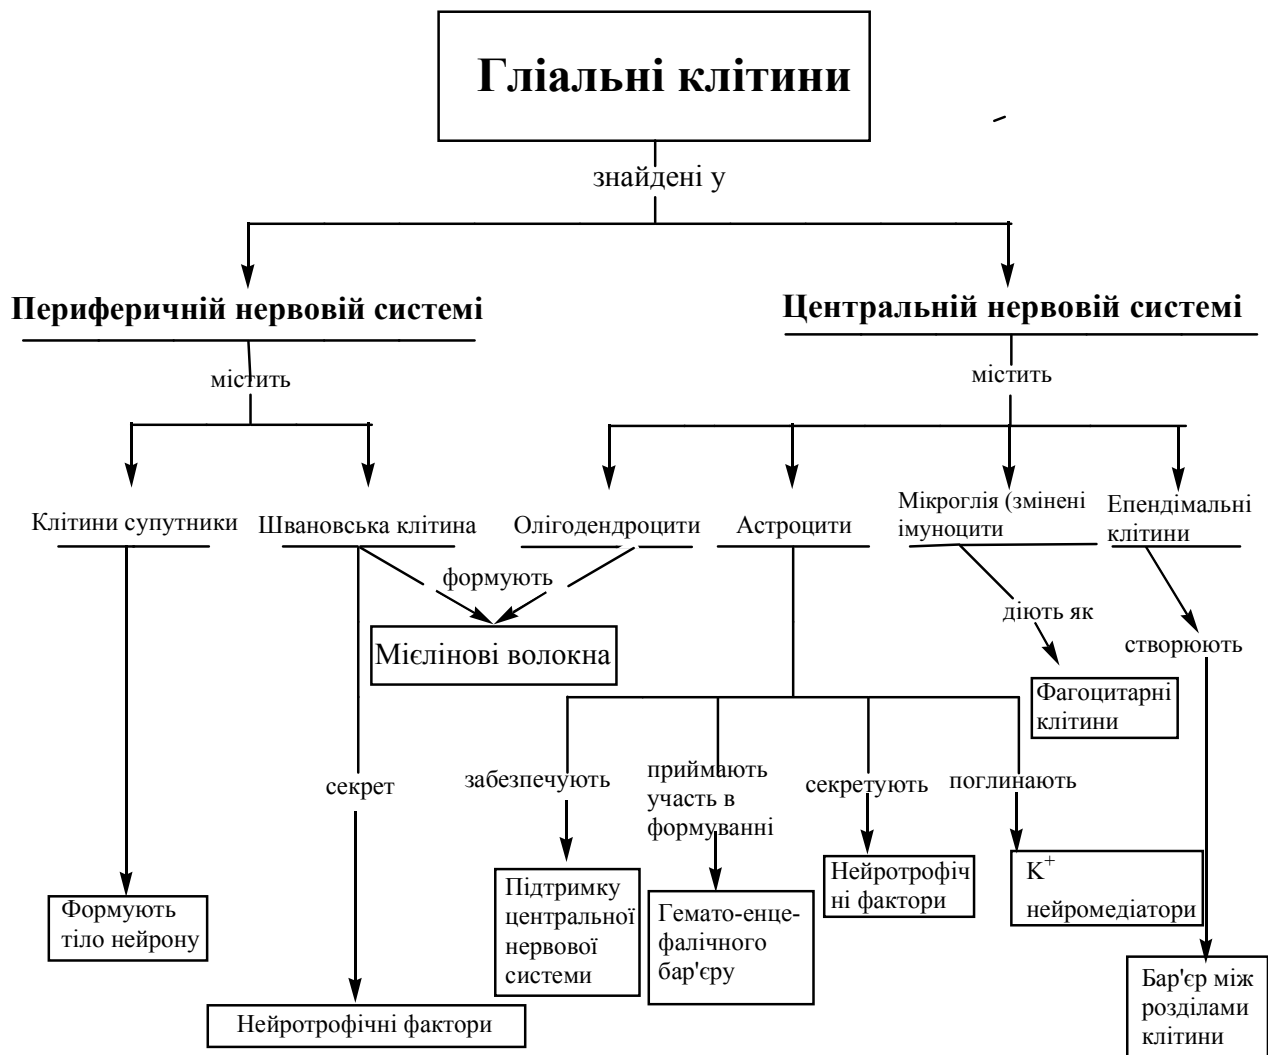 Гліальні клітини
знайдені у
Периферичній нервовій системі
Центральній нервовій системі
містить
містить
Клітини супутники
Швановська клітина
Олігодендроцити
Астроцити
Мікроглія (змінені
імуноцити
Епендімальні
клітини
формують
діють як
створюють
Мієлінові волокна
Фагоцитарні
клітини
секрет
забезпечують
приймають
участь в
формуванні
секретують
поглинають
Формують
тіло нейрону
Підтримку
центральної
нервової
системи
Гемато-енце-
фалічного
бар'єру
Нейротрофіч
ні фактори
K+
нейромедіатори
Бар'єр між
розділами
клітини
Нейротрофічні фактори